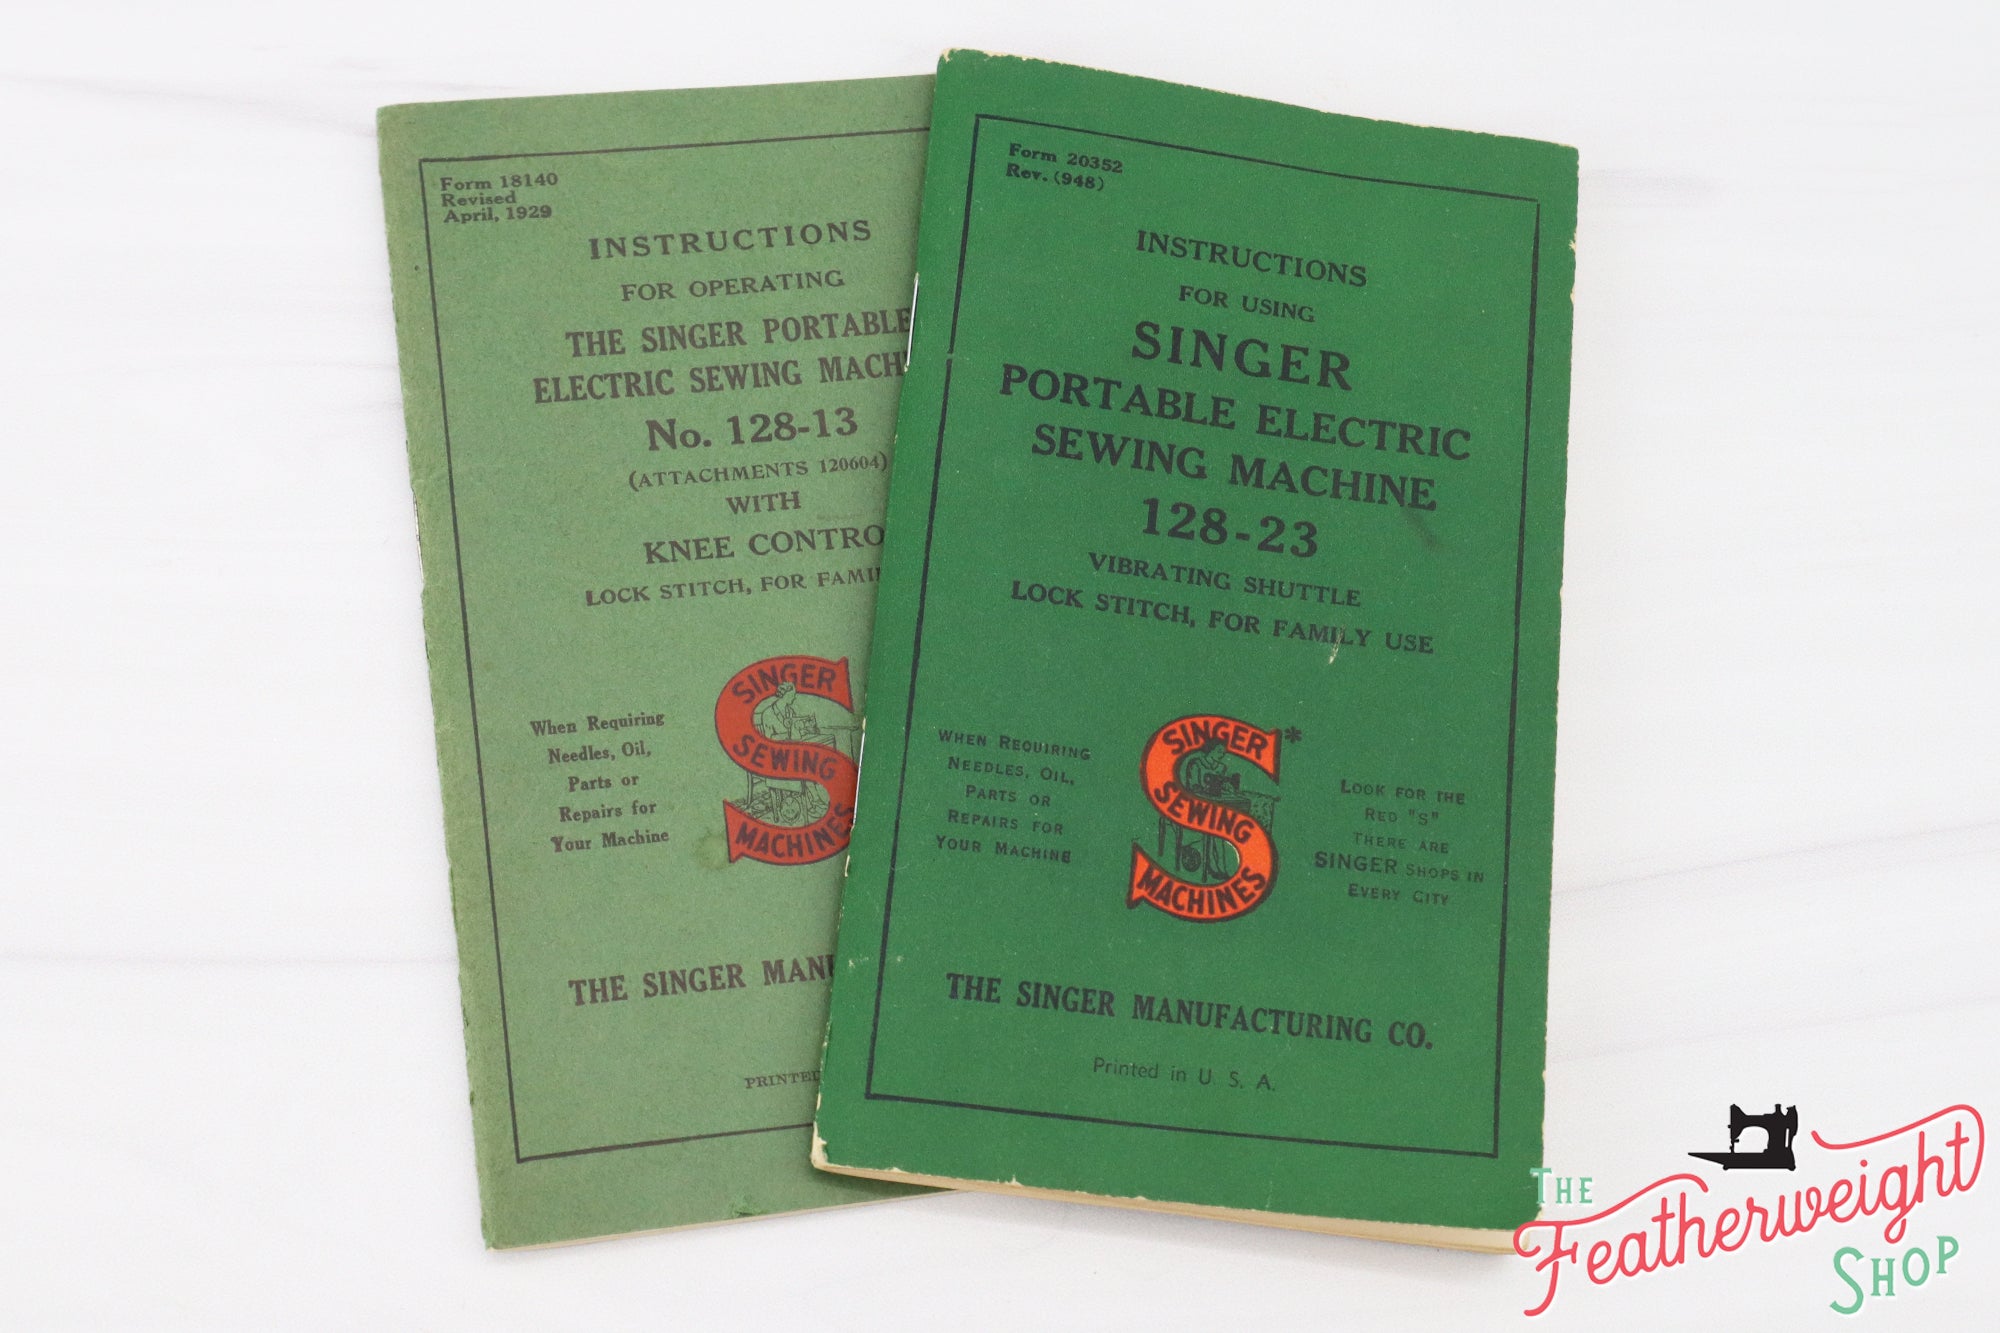 Form 18140
Revised
April, 1929
INSTRUCTIONS
FOR OPERATING
THE SINGER PORTABLE
ELECTRIC SEWING MACH
No. 128-13
(ATTACHMENTS 120604)
WITH
KNEE CONTRO
LOCK STITCH, FOR FAMI
SINGER
SEWING
MACHINES
When Requiring
Needles, Oil,
Parts or
Repairs for
Your Machine
THE SINGER MANU
PRINTED
Form 20352
Rev. (948)
INSTRUCTIONS
FOR USING
SINGER
PORTABLE ELECTRIC
SEWING MACHINE
128-23
VIBRATING SHUTTLE
LOCK STITCH, FOR FAMILY USE
WHEN REQUIRING
NEEDLES, OIL,
PARTS OR
REPAIRS FOR
YOUR MACHINE
SINGER*
SEWING
MACHINES
LOOK FOR THE
RED "S"
THERE ARE
SINGER SHOPS IN
EVERY CITY
THE SINGER MANUFACTURING CO.
Printed in U. S. A.
THE
Featherweight
SHOP